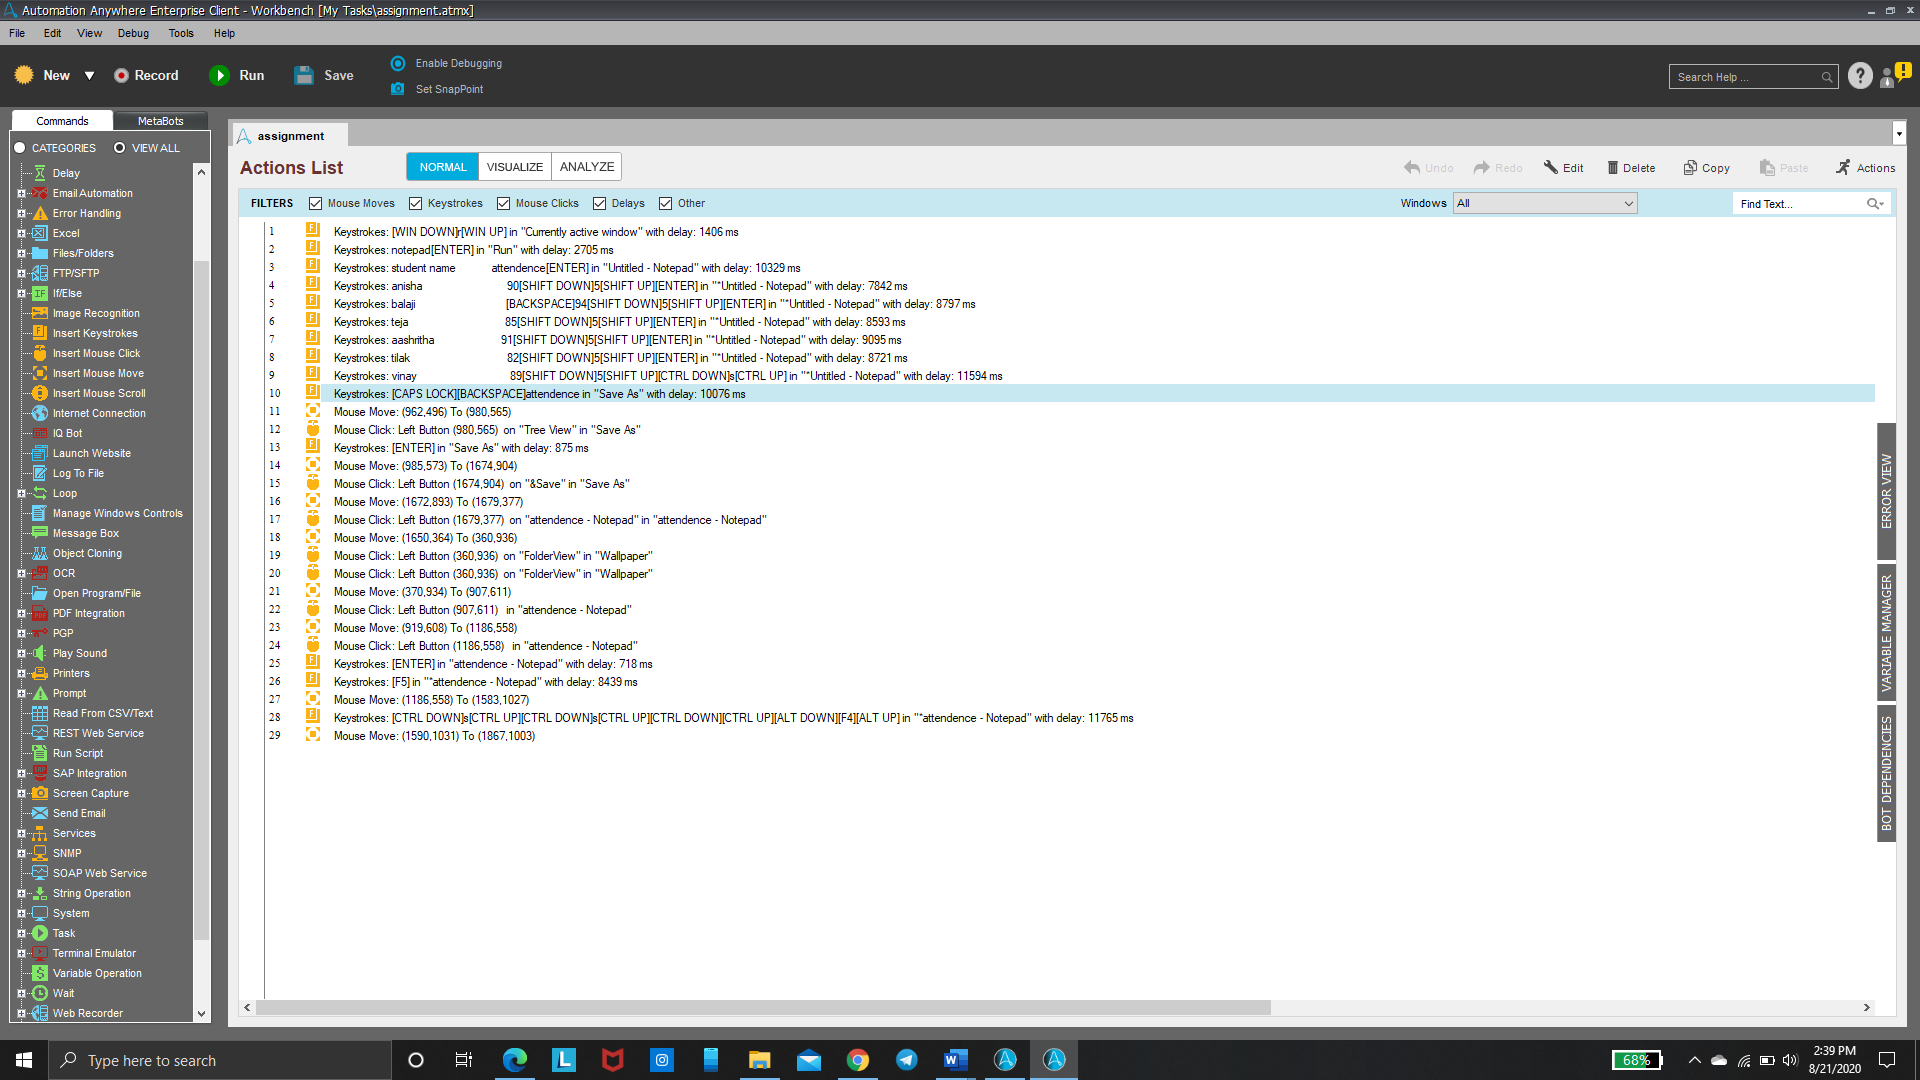 Automation Anywhere Enterprise Client - Workbench [My Tasks\assignment.atmx]
File Edit View Debug Tools Help
New Record Run Save
Enable Debugging
Set SnapPoint
Search Help ...
Commands MetaBots
CATEGORIES VIEW ALL
Delay
Email Automation
Error Handling
Excel
Files/Folders
FTP/SFTP
If/Else
Image Recognition
Insert Keystrokes
Insert Mouse Click
Insert Mouse Move
Insert Mouse Scroll
Internet Connection
IQ Bot
Launch Website
Log To File
Loop
Manage Windows Controls
Message Box
Object Cloning
OCR
Open Program/File
PDF Integration
PGP
Play Sound
Printers
Prompt
Read From CSV/Text
REST Web Service
Run Script
SAP Integration
Screen Capture
Send Email
Services
SNMP
SOAP Web Service
String Operation
System
Task
Terminal Emulator
Variable Operation
Wait
Web Recorder
assignment
Actions List NORMAL VISUALIZE ANALYZE Undo Redo Edit Delete Copy Paste Actions
FILTERS Mouse Moves Keystrokes Mouse Clicks Delays Other Windows All Find Text...
1 Keystrokes: [WIN DOWN]r[WIN UP] in "Currently active window" with delay: 1406 ms
2 Keystrokes: notepad[ENTER] in "Run" with delay: 2705 ms
3 Keystrokes: student name attendence[ENTER] in "Untitled - Notepad" with delay: 10329 ms
4 Keystrokes: anisha 90[SHIFT DOWN]5[SHIFT UP][ENTER] in "*Untitled - Notepad" with delay: 7842 ms
5 Keystrokes: balaji [BACKSPACE]94[SHIFT DOWN]5[SHIFT UP][ENTER] in "*Untitled - Notepad" with delay: 8797 ms
6 Keystrokes: teja 85[SHIFT DOWN]5[SHIFT UP][ENTER] in "*Untitled - Notepad" with delay: 8593 ms
7 Keystrokes: aashritha 91[SHIFT DOWN]5[SHIFT UP][ENTER] in "*Untitled - Notepad" with delay: 9095 ms
8 Keystrokes: tilak 82[SHIFT DOWN]5[SHIFT UP][ENTER] in "*Untitled - Notepad" with delay: 8721 ms
9 Keystrokes: vinay 89[SHIFT DOWN]5[SHIFT UP][CTRL DOWN]s[CTRL UP] in "*Untitled - Notepad" with delay: 11594 ms
10 Keystrokes: [CAPS LOCK][BACKSPACE]attendence in "Save As" with delay: 10076 ms
11 Mouse Move: (962,496) To (980,565)
12 Mouse Click: Left Button (980,565) on "Tree View" in "Save As"
13 Keystrokes: [ENTER] in "Save As" with delay: 875 ms
14 Mouse Move: (985,573) To (1674,904)
15 Mouse Click: Left Button (1674,904) on "&Save" in "Save As"
16 Mouse Move: (1672,893) To (1679,377)
17 Mouse Click: Left Button (1679,377) on "attendence - Notepad" in "attendence - Notepad"
18 Mouse Move: (1650,364) To (360,936)
19 Mouse Click: Left Button (360,936) on "FolderView" in "Wallpaper"
20 Mouse Click: Left Button (360,936) on "FolderView" in "Wallpaper"
21 Mouse Move: (370,934) To (907,611)
22 Mouse Click: Left Button (907,611) in "attendence - Notepad"
23 Mouse Move: (919,608) To (1186,558)
24 Mouse Click: Left Button (1186,558) in "attendence - Notepad"
25 Keystrokes: [ENTER] in "attendence - Notepad" with delay: 718 ms
26 Keystrokes: [F5] in "*attendence - Notepad" with delay: 8439 ms
27 Mouse Move: (1186,558) To (1583,1027)
28 Keystrokes: [CTRL DOWN]s[CTRL UP][CTRL DOWN]s[CTRL UP][CTRL DOWN][CTRL UP][ALT DOWN][F4][ALT UP] in "*attendence - Notepad" with delay: 11765 ms
29 Mouse Move: (1590,1031) To (1867,1003)
ERROR VIEW
VARIABLE MANAGER
BOT DEPENDENCIES
Type here to search
68%
2:39 PM
8/21/2020